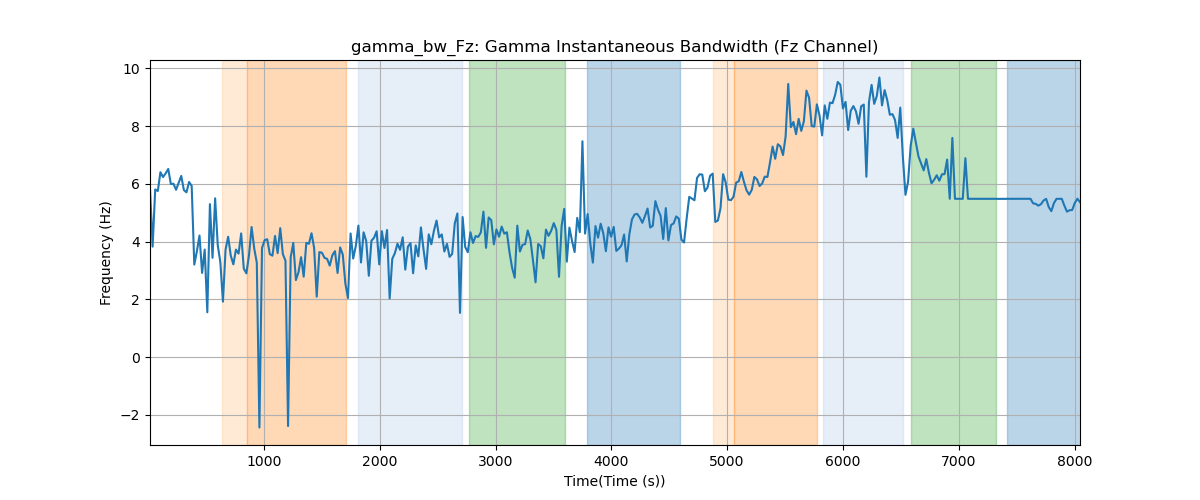 gamma_bw_Fz: Gamma Instantaneous Bandwidth (Fz Channel)
Frequency (Hz)
10
8
6
4
2
0
−2
1000 2000 3000 4000 5000 6000 7000 8000
Time(Time (s))